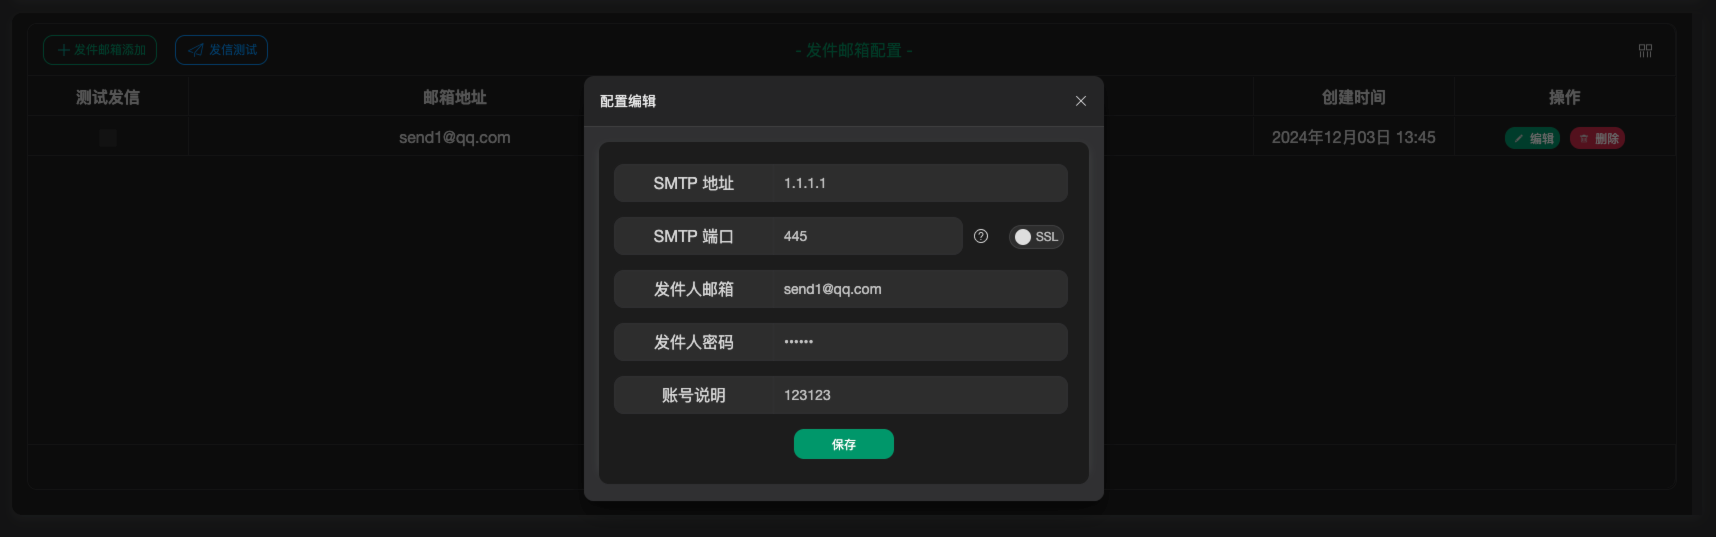 发件邮箱添加
发信测试
- 发件邮箱配置 -
测试发信
邮箱地址
创建时间
操作
send1@qq.com
2024年12月03日 13:45
编辑
删除
配置编辑
SMTP 地址
1.1.1.1
SMTP 端口
445
SSL
发件人邮箱
send1@qq.com
发件人密码
••••••
账号说明
123123
保存